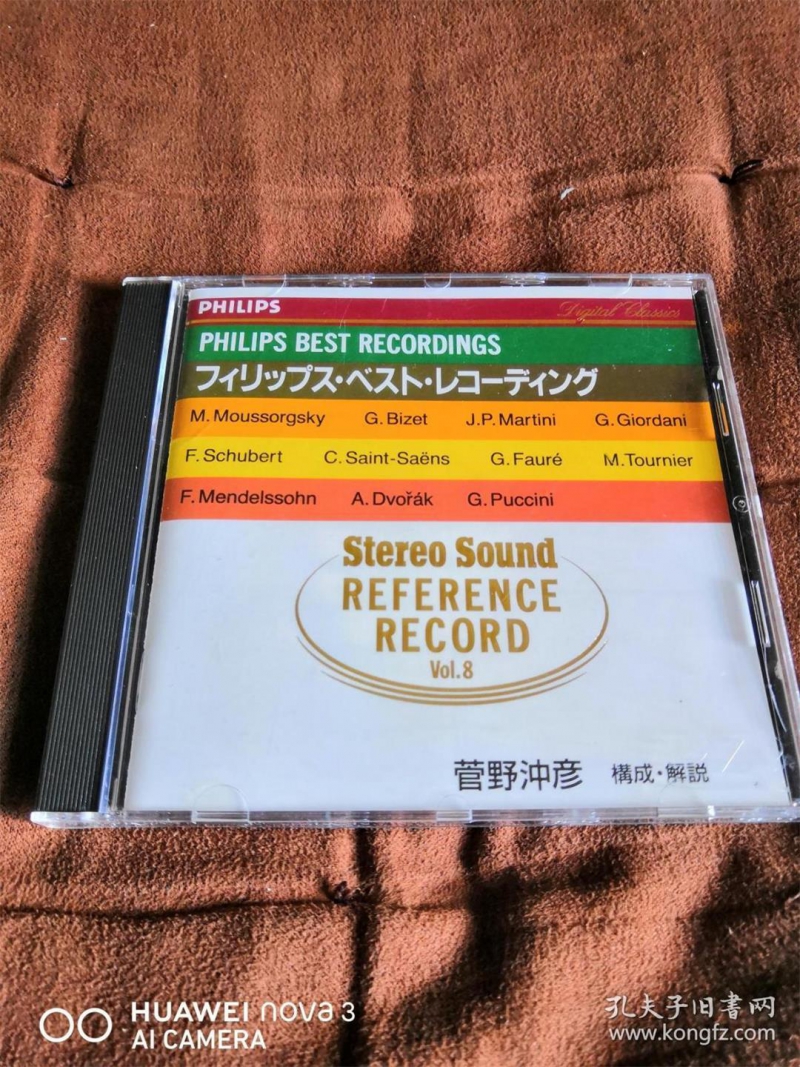 PHILIPS Digital Classics
PHILIPS BEST RECORDINGS
フィリップス・ベスト・レコーディング
M. Moussorgsky G. Bizet J.P. Martini G. Giordani
F. Schubert C. Saint-Saëns G. Fauré M. Tournier
F. Mendelssohn A. Dvořák G. Puccini
Stereo Sound
REFERENCE
RECORD
Vol. 8
菅野沖彦 構成・解説
HUAWEI nova 3
AI CAMERA
孔夫子旧书网
www.kongfz.com